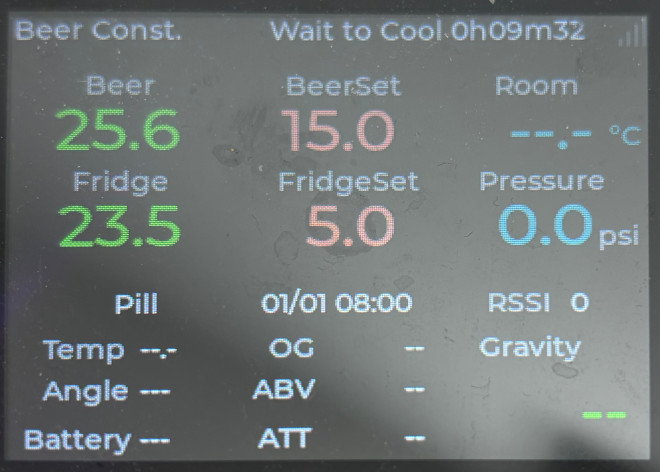 Beer Const. Wait to Cool 0h09m32
Beer BeerSet Room
25.6 15.0 --.- °C
Fridge FridgeSet Pressure
23.5 5.0 0.0 psi
Pill 01/01 08:00 RSSI 0
Temp --.- OG -- Gravity
Angle --- ABV -- --
Battery --- ATT --